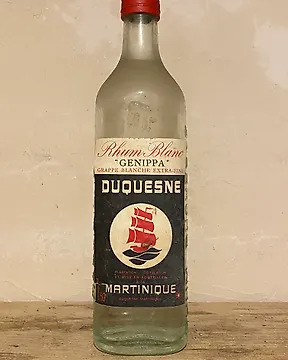 Rhum Blanc
"GENIPPA"
GRAPPE BLANCHE EXTRA-FINE
DUQUESNE
MARTINIQUE